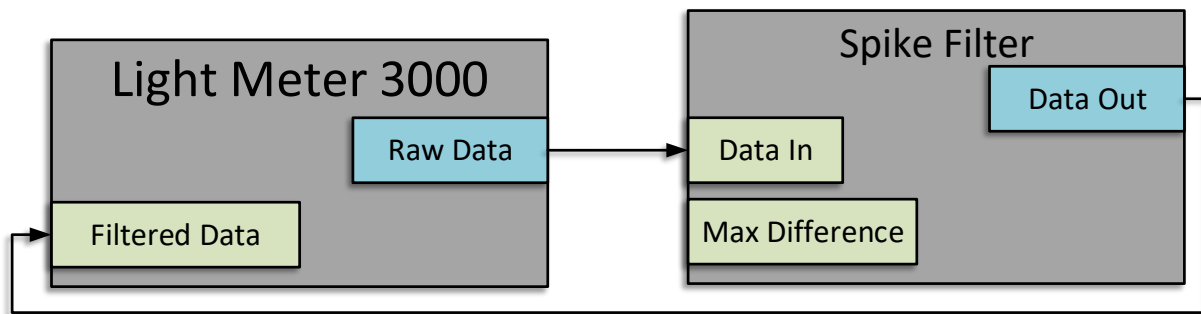 Light Meter 3000
Raw Data
Filtered Data
Spike Filter
Data Out
Data In
Max Difference